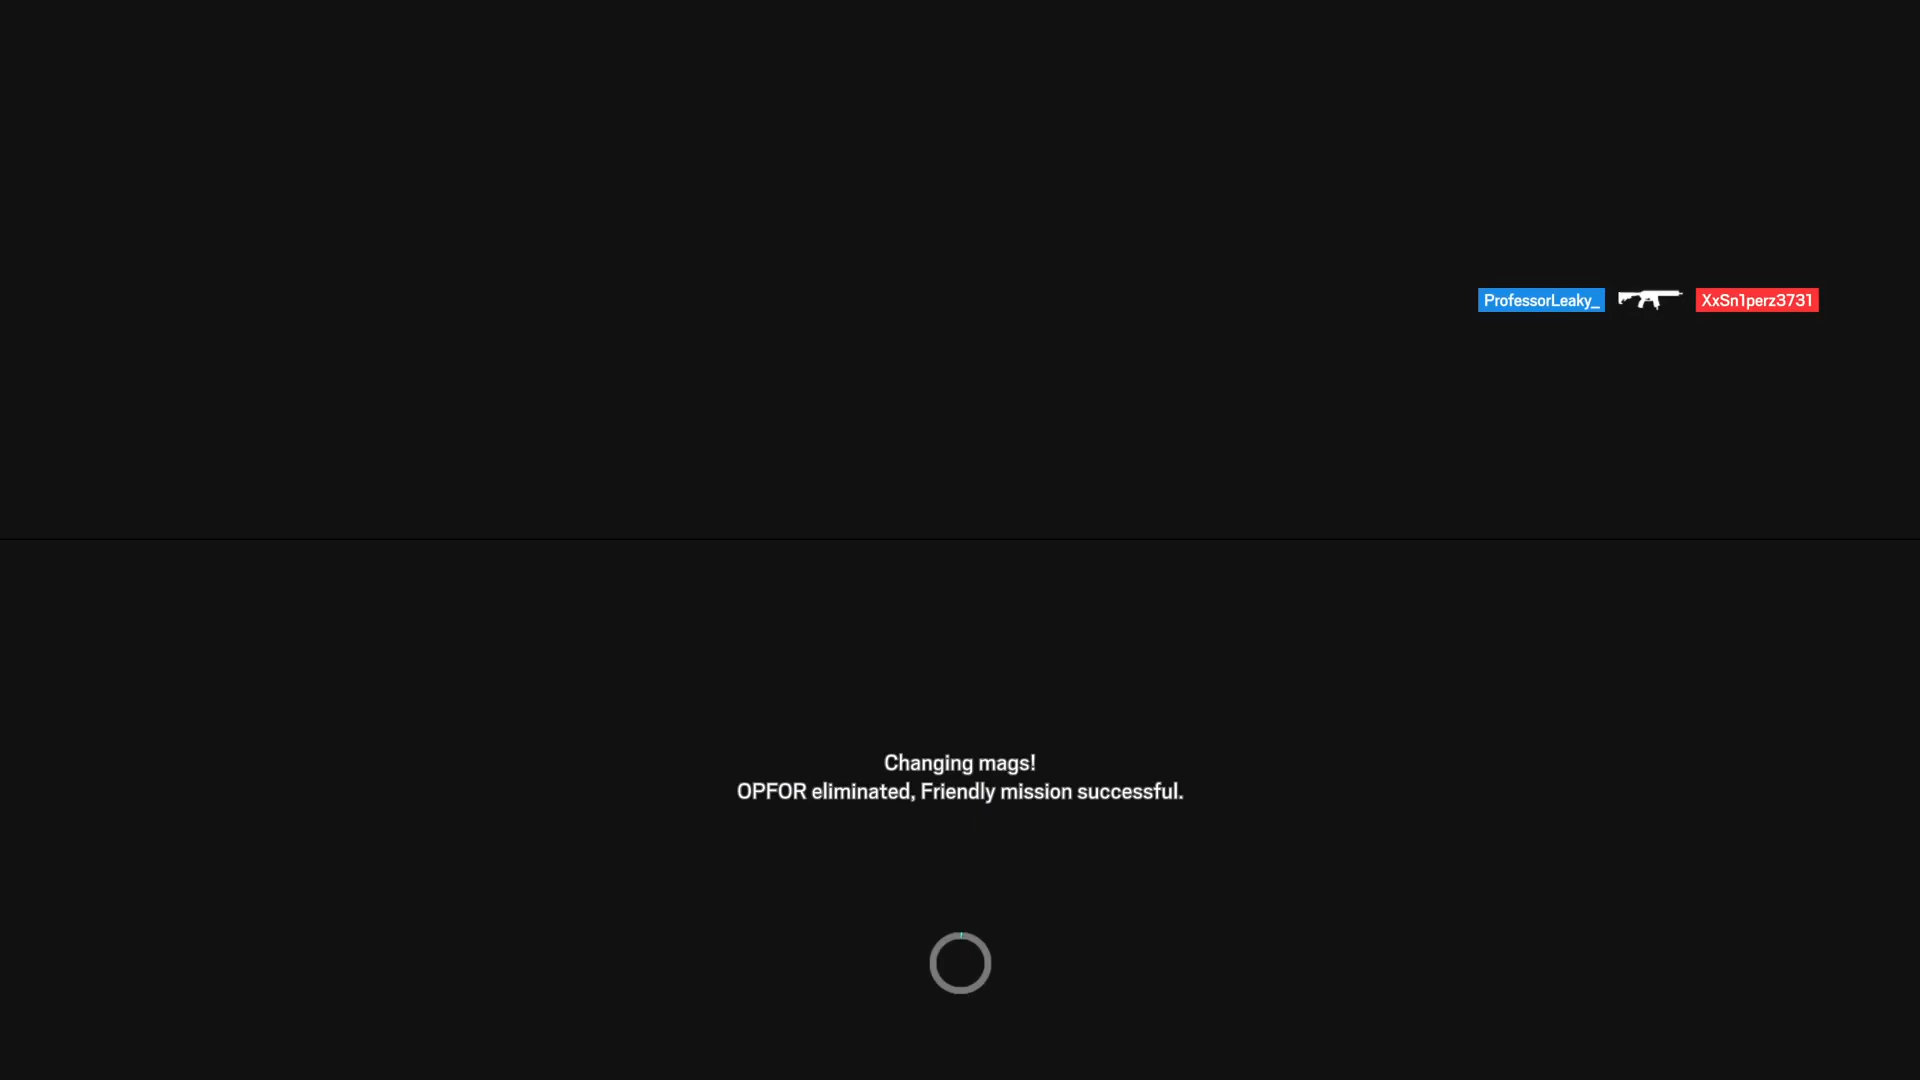 ProfessorLeaky_ XxSn1perz3731
Changing mags!
OPFOR eliminated, Friendly mission successful.